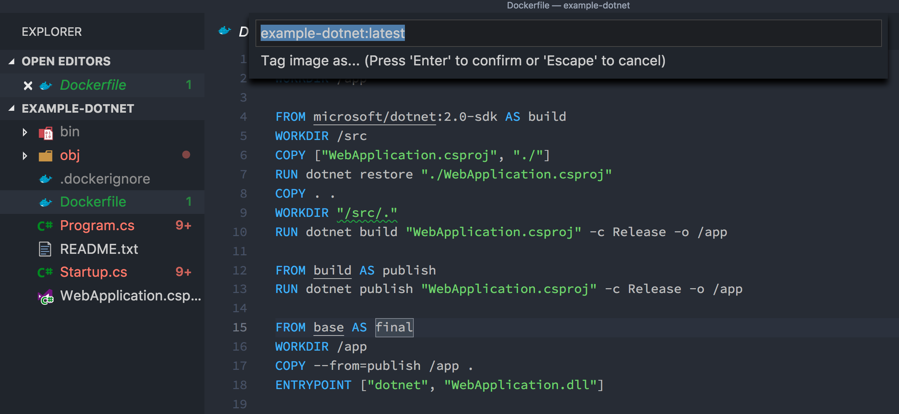 Dockerfile — example-dotnet
EXPLORER
OPEN EDITORS
Dockerfile 1
EXAMPLE-DOTNET
bin
obj
.dockerignore
Dockerfile 1
C# Program.cs 9+
README.txt
C# Startup.cs 9+
WebApplication.csp...
D
example-dotnet:latest
Tag image as... (Press 'Enter' to confirm or 'Escape' to cancel)
1
2 WORKDIR /app
3
4 FROM microsoft/dotnet:2.0-sdk AS build
5 WORKDIR /src
6 COPY ["WebApplication.csproj", "./"]
7 RUN dotnet restore "./WebApplication.csproj"
8 COPY . .
9 WORKDIR "/src/."
10 RUN dotnet build "WebApplication.csproj" -c Release -o /app
11
12 FROM build AS publish
13 RUN dotnet publish "WebApplication.csproj" -c Release -o /app
14
15 FROM base AS final
16 WORKDIR /app
17 COPY --from=publish /app .
18 ENTRYPOINT ["dotnet", "WebApplication.dll"]
19